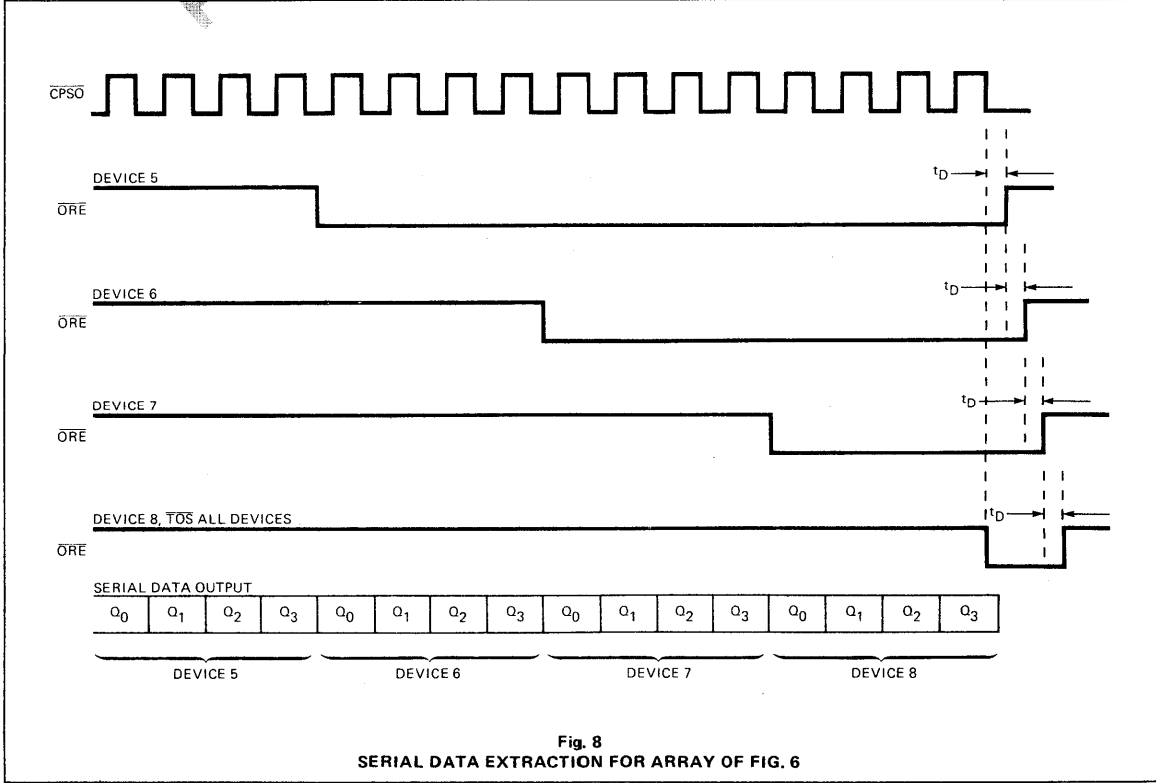 CPSO
DEVICE 5
tD
ORE
DEVICE 6
tD
ORE
DEVICE 7
tD
ORE
DEVICE 8, TOS ALL DEVICES
tD
ORE
SERIAL DATA OUTPUT
Q0 Q1 Q2 Q3 Q0 Q1 Q2 Q3 Q0 Q1 Q2 Q3 Q0 Q1 Q2 Q3
DEVICE 5 DEVICE 6 DEVICE 7 DEVICE 8
Fig. 8
SERIAL DATA EXTRACTION FOR ARRAY OF FIG. 6